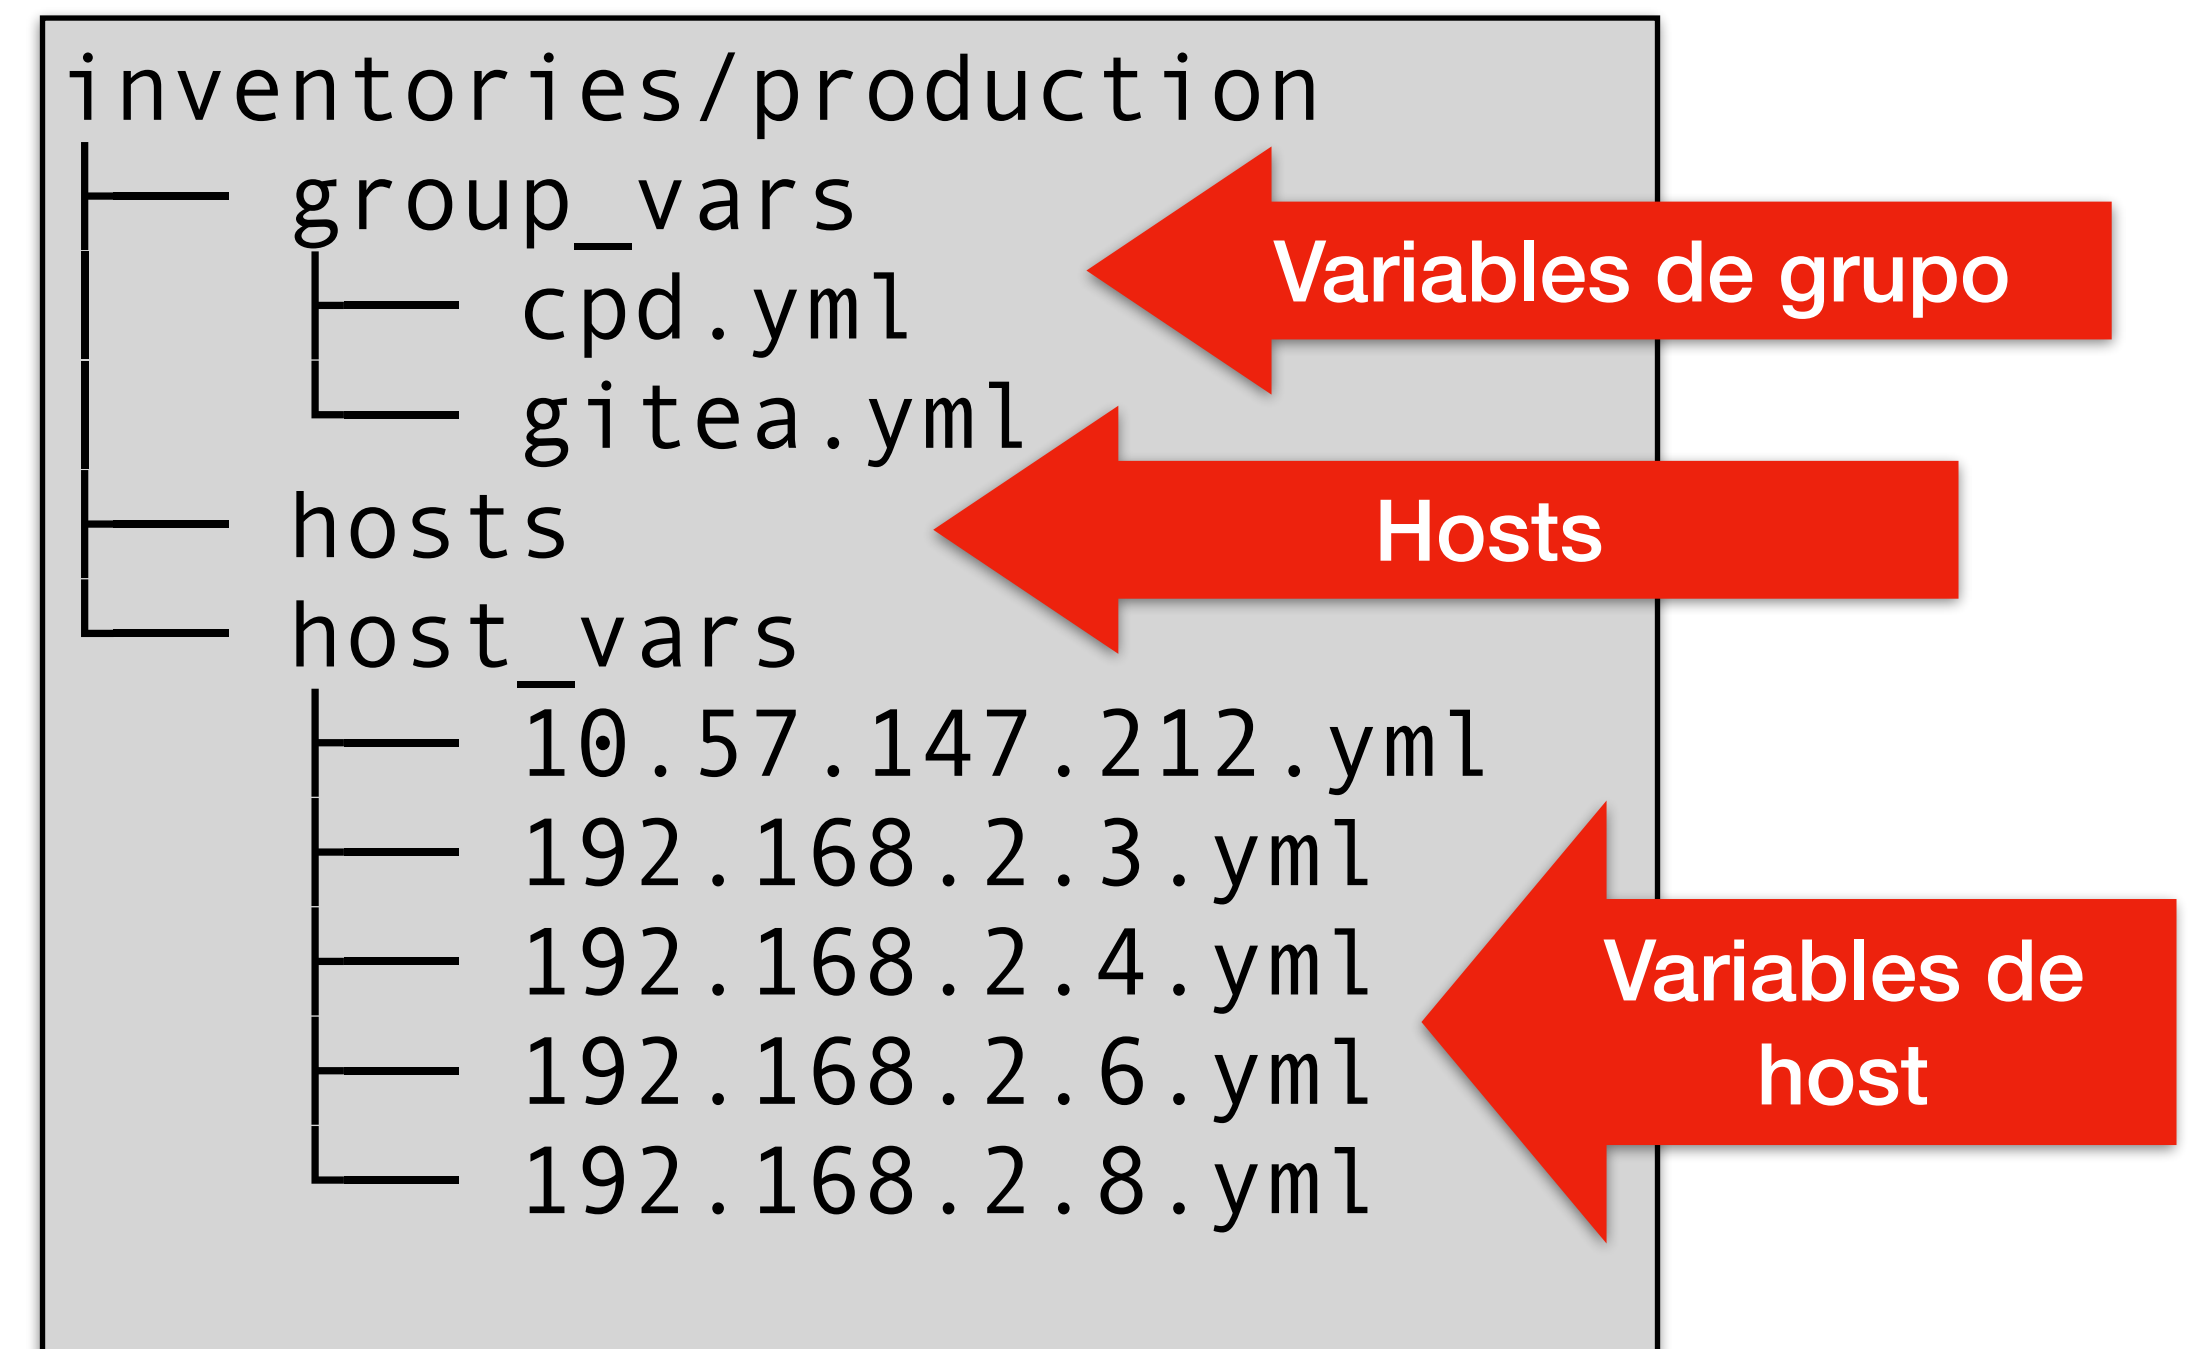 inventories/production
├── group_vars
│   ├── cpd.yml
│   └── gitea.yml
├── hosts
└── host_vars
    ├── 10.57.147.212.yml
    ├── 192.168.2.3.yml
    ├── 192.168.2.4.yml
    ├── 192.168.2.6.yml
    └── 192.168.2.8.yml
Variables de grupo
Hosts
Variables de
host